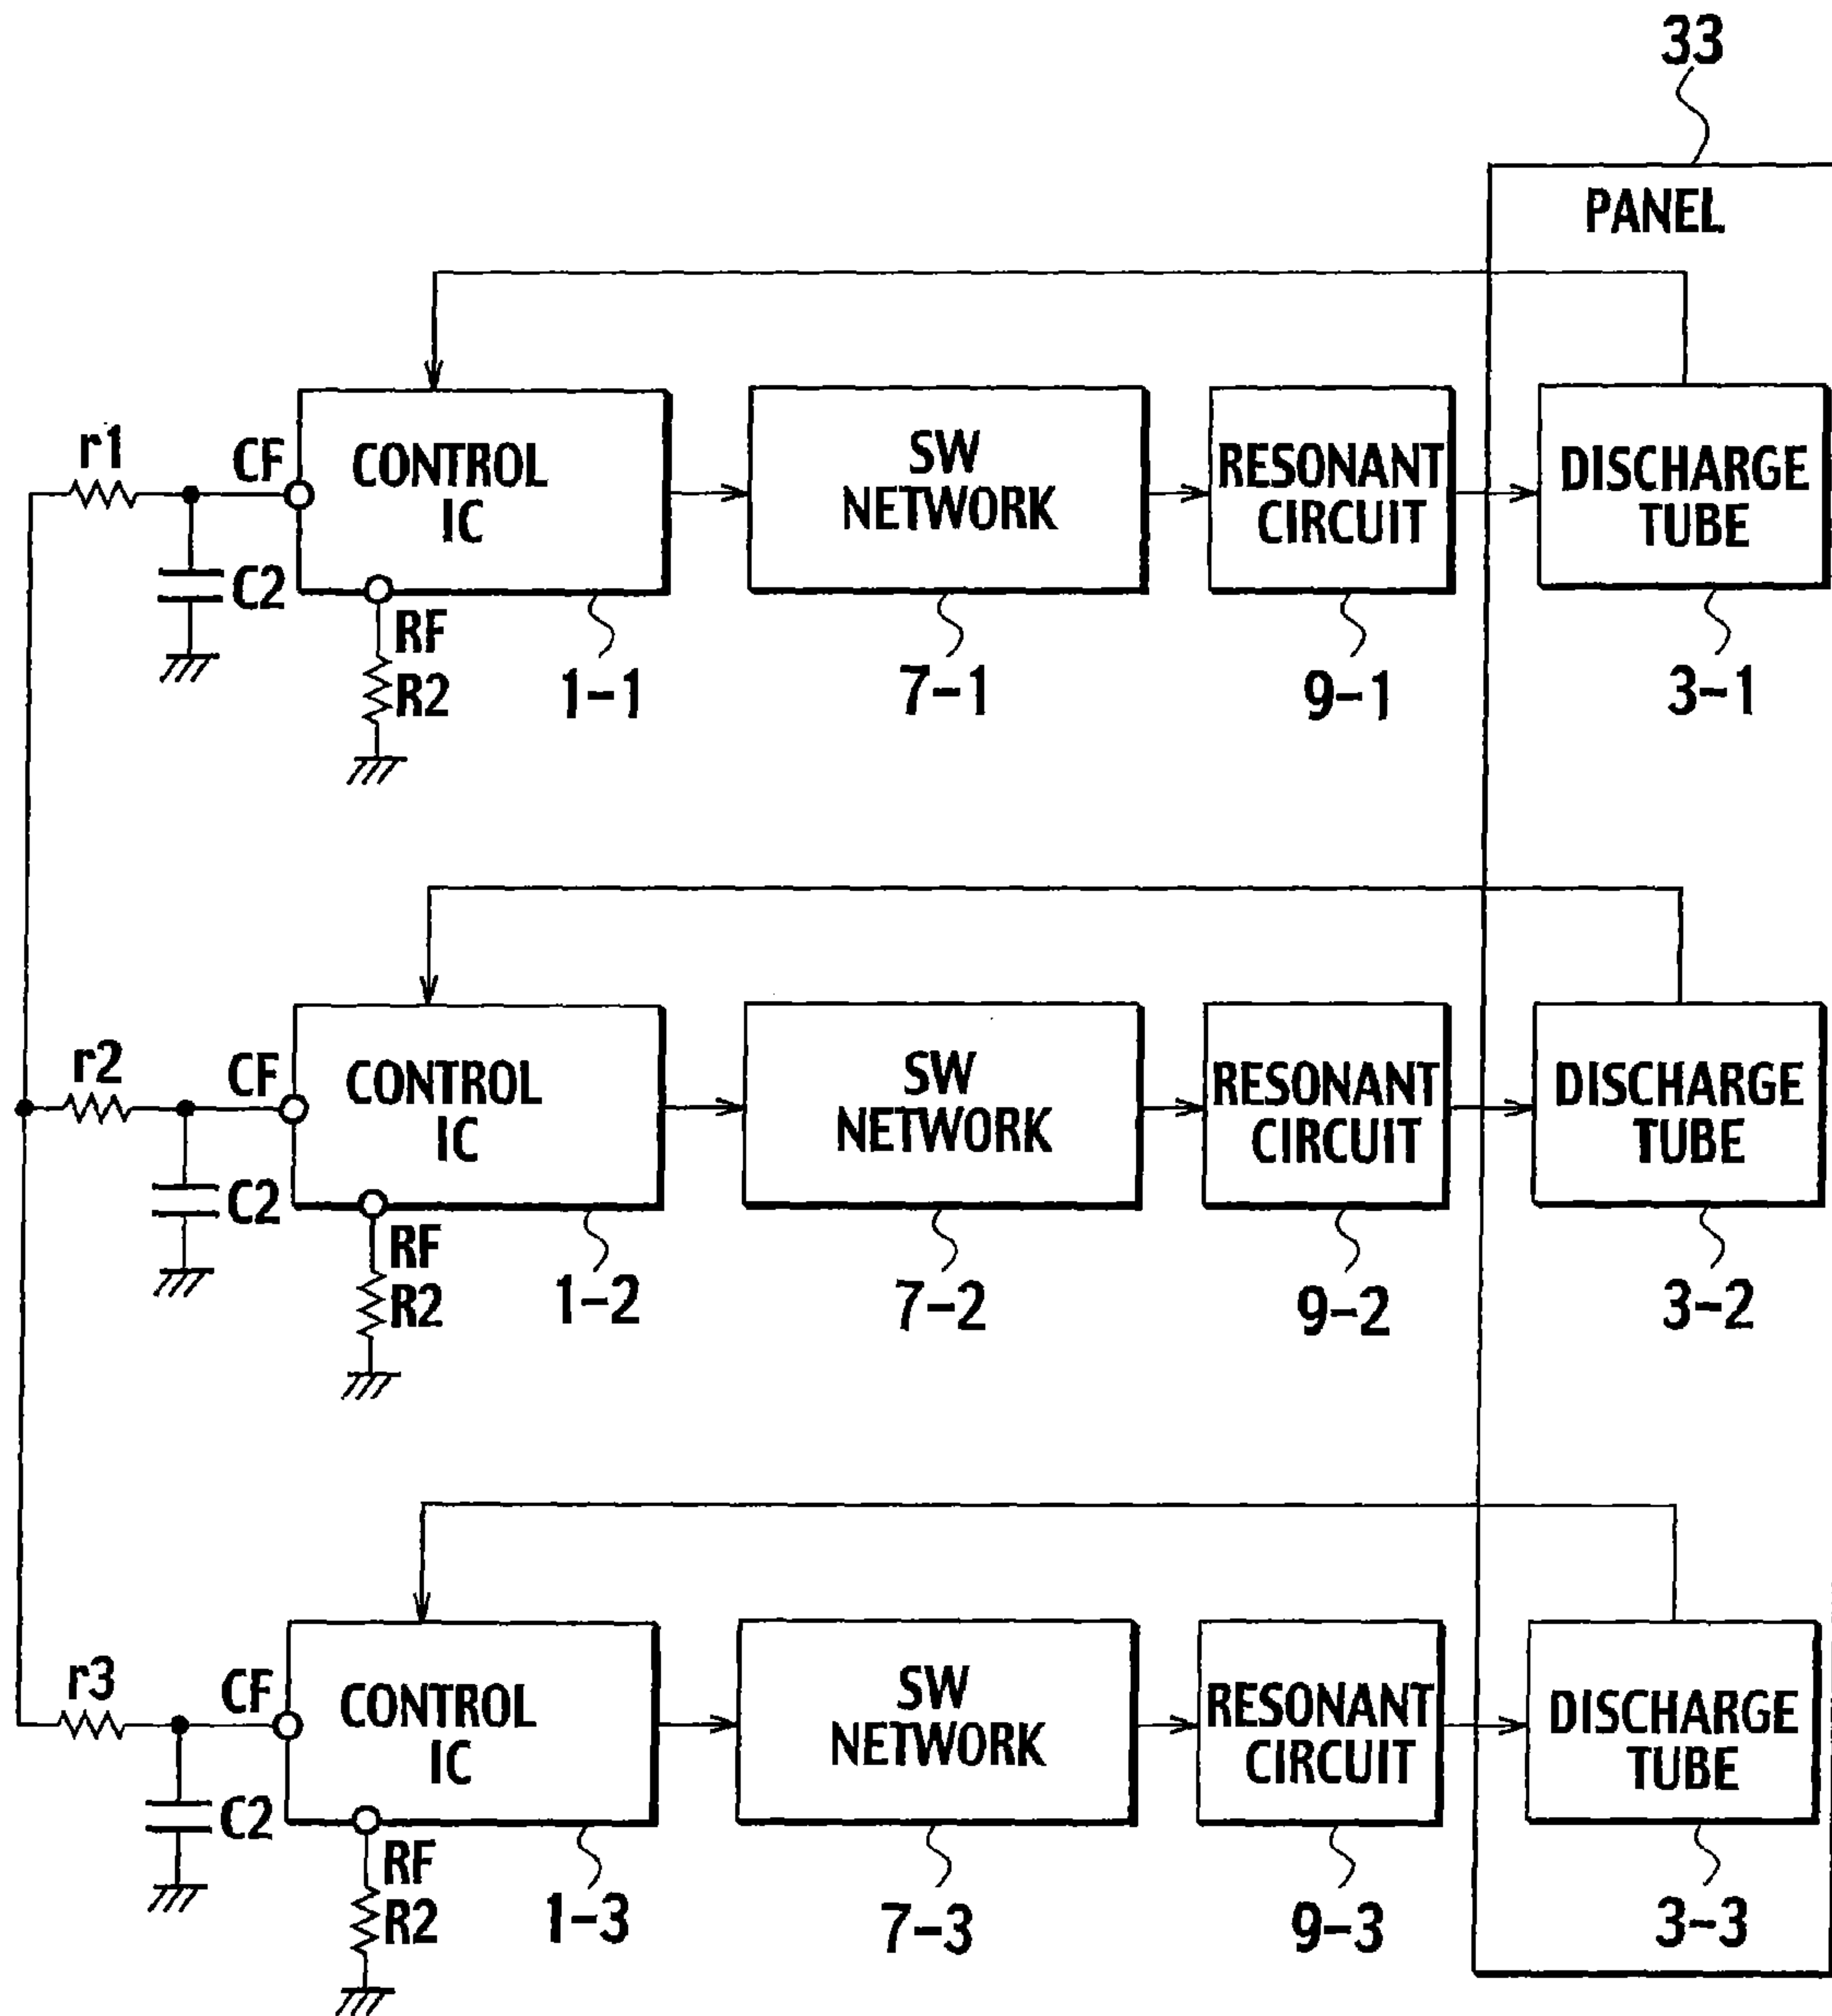 33
PANEL
r1
CF
CONTROL
IC
SW
NETWORK
RESONANT
CIRCUIT
DISCHARGE
TUBE
C2
RF
R2
1-1
7-1
9-1
3-1
r2
CF
CONTROL
IC
SW
NETWORK
RESONANT
CIRCUIT
DISCHARGE
TUBE
C2
RF
R2
1-2
7-2
9-2
3-2
r3
CF
CONTROL
IC
SW
NETWORK
RESONANT
CIRCUIT
DISCHARGE
TUBE
C2
RF
R2
1-3
7-3
9-3
3-3